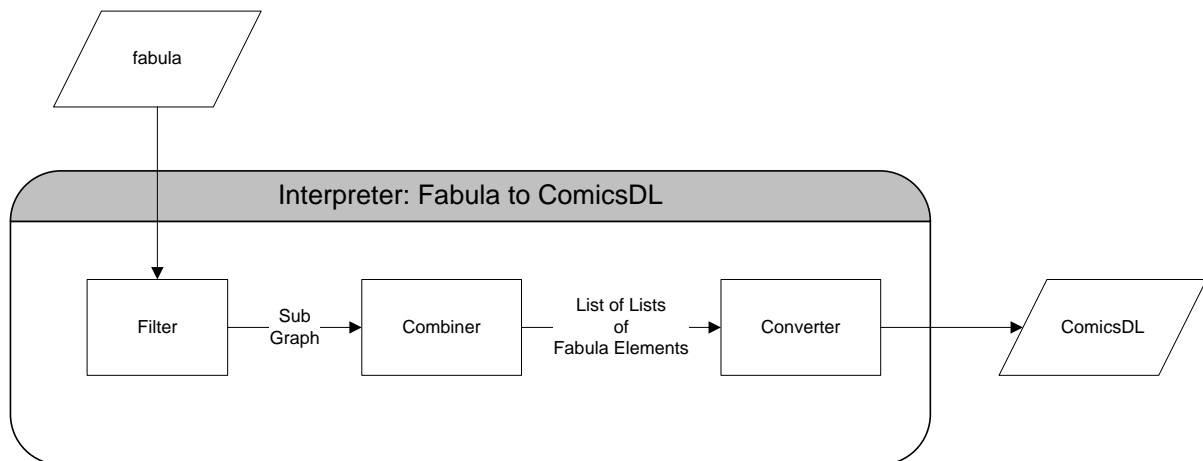 fabula
Interpreter: Fabula to ComicsDL
Filter
Sub
Graph
Combiner
List of Lists
of
Fabula Elements
Converter
ComicsDL